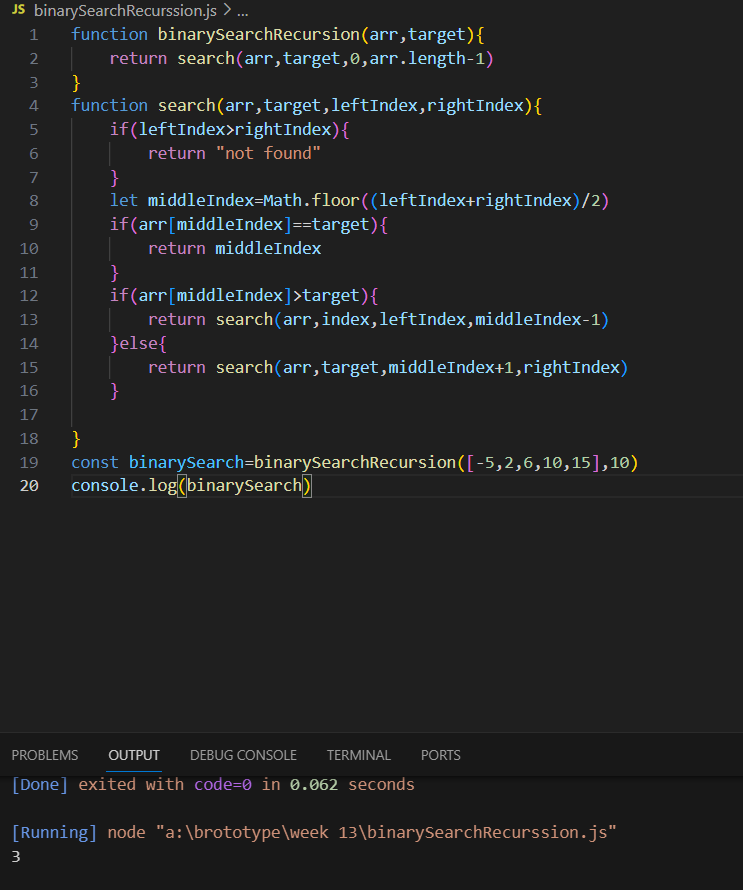 JS binarySearchRecurssion.js > ...
1 function binarySearchRecursion(arr,target){
2 return search(arr,target,0,arr.length-1)
3 }
4 function search(arr,target,leftIndex,rightIndex){
5 if(leftIndex>rightIndex){
6 return "not found"
7 }
8 let middleIndex=Math.floor((leftIndex+rightIndex)/2)
9 if(arr[middleIndex]==target){
10 return middleIndex
11 }
12 if(arr[middleIndex]>target){
13 return search(arr,index,leftIndex,middleIndex-1)
14 }else{
15 return search(arr,target,middleIndex+1,rightIndex)
16 }
17
18 }
19 const binarySearch=binarySearchRecursion([-5,2,6,10,15],10)
20 console.log(binarySearch)
PROBLEMS OUTPUT DEBUG CONSOLE TERMINAL PORTS
[Done] exited with code=0 in 0.062 seconds
[Running] node "a:\brototype\week 13\binarySearchRecurssion.js"
3